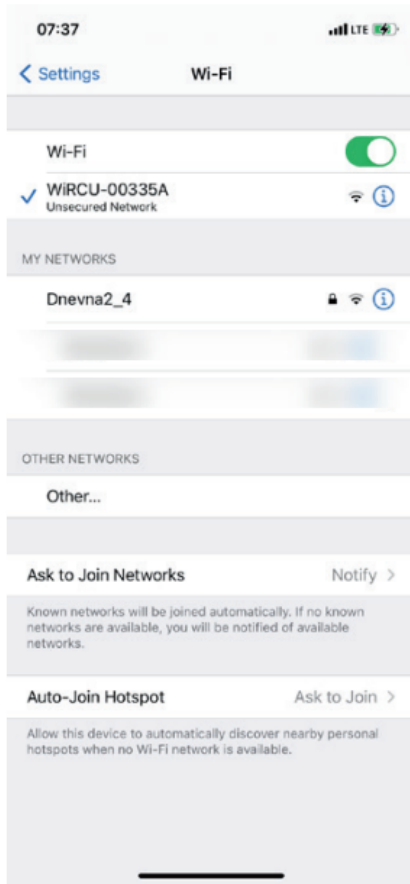 07:37 LTE
Settings Wi-Fi
Wi-Fi
WiRCU-00335A
Unsecured Network
MY NETWORKS
Dnevna2_4
OTHER NETWORKS
Other...
Ask to Join Networks Notify
Known networks will be joined automatically. If no known
networks are available, you will be notified of available
networks.
Auto-Join Hotspot Ask to Join
Allow this device to automatically discover nearby personal
hotspots when no Wi-Fi network is available.